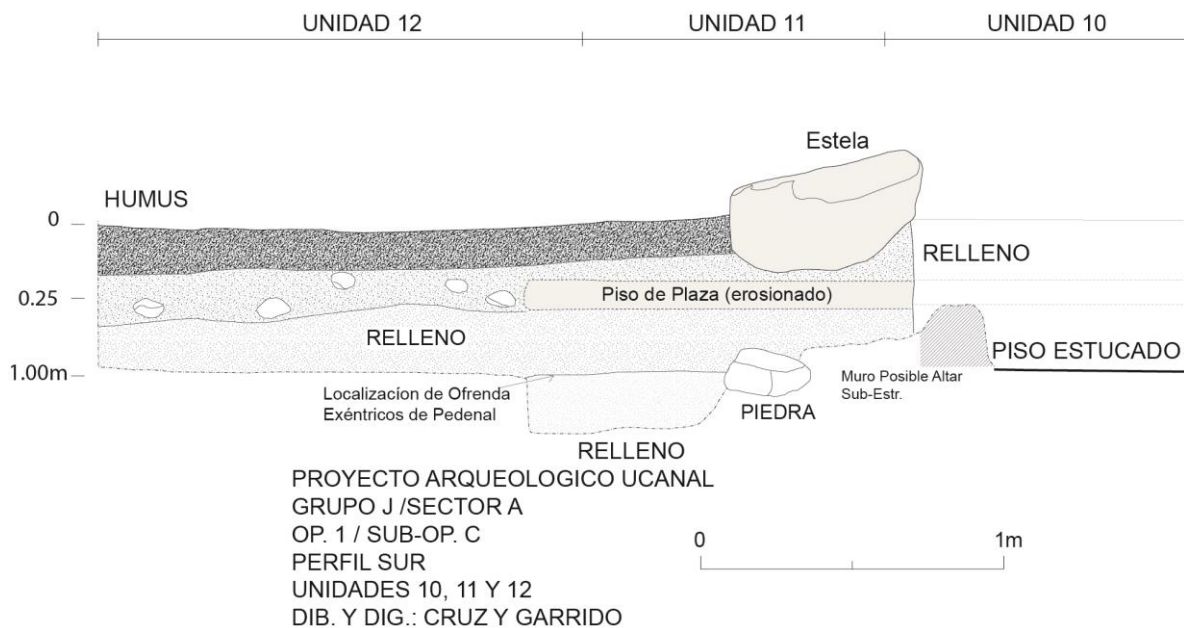 UNIDAD 12
UNIDAD 11
UNIDAD 10
Estela
HUMUS
0
RELLENO
0.25
Piso de Plaza (erosionado)
RELLENO
PISO ESTUCADO
1.00m
Muro Posible Altar
Sub-Estr.
Localizacíon de Ofrenda
Exéntricos de Pedenal
PIEDRA
RELLENO
PROYECTO ARQUEOLOGICO UCANAL
GRUPO J /SECTOR A
OP. 1 / SUB-OP. C
PERFIL SUR
UNIDADES 10, 11 Y 12
DIB. Y DIG.: CRUZ Y GARRIDO
0
1m